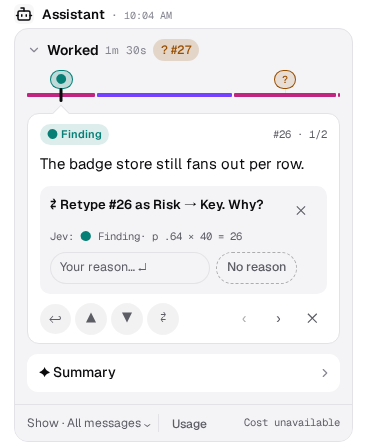 Assistant · 10:04 AM
Worked 1m 30s ? #27
?
Finding #26 · 1/2
The badge store still fans out per row.
⇄ Retype #26 as Risk → Key. Why? ×
Jev: Finding· p .64 × 40 = 26
Your reason… ↵ No reason
↩ ▲ ▼ ⇄ ‹ › ×
✦ Summary ›
Show · All messages ⌄ Usage Cost unavailable